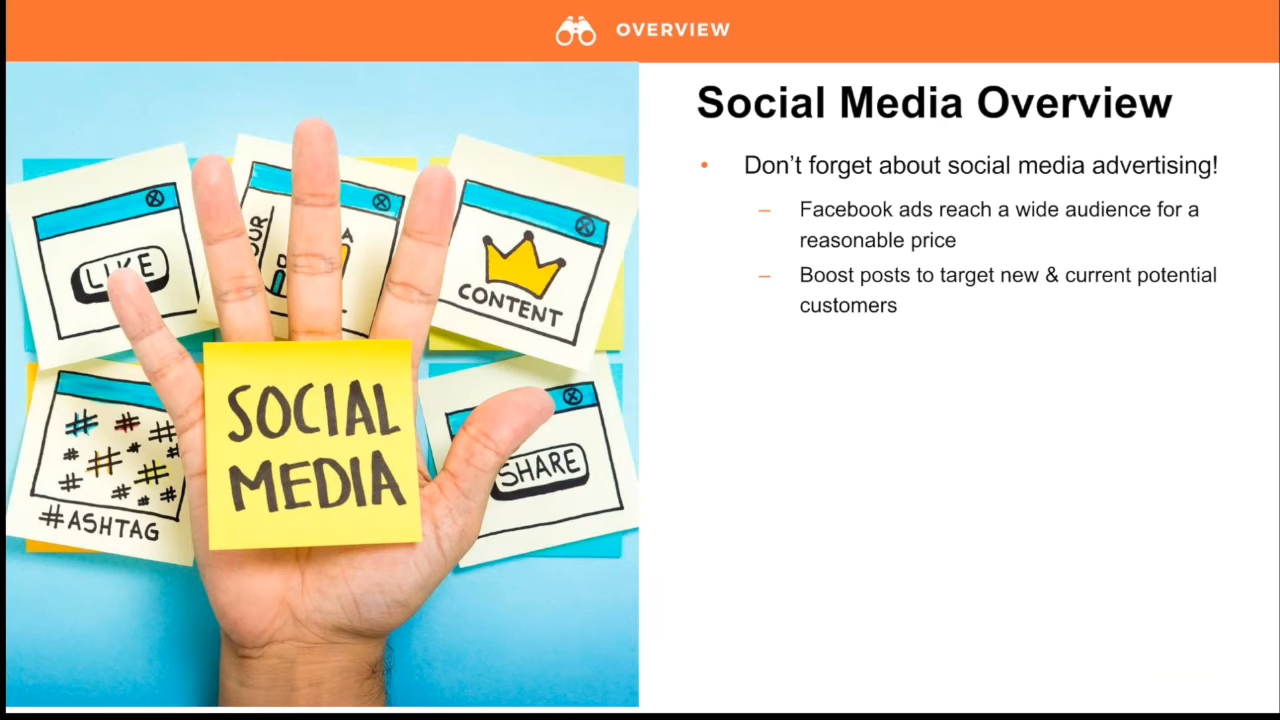 OVERVIEW
Social Media Overview
• Don’t forget about social media advertising!
– Facebook ads reach a wide audience for a
reasonable price
– Boost posts to target new & current potential
customers
LIKE
CONTENT
SOCIAL
MEDIA
#ASHTAG
SHARE